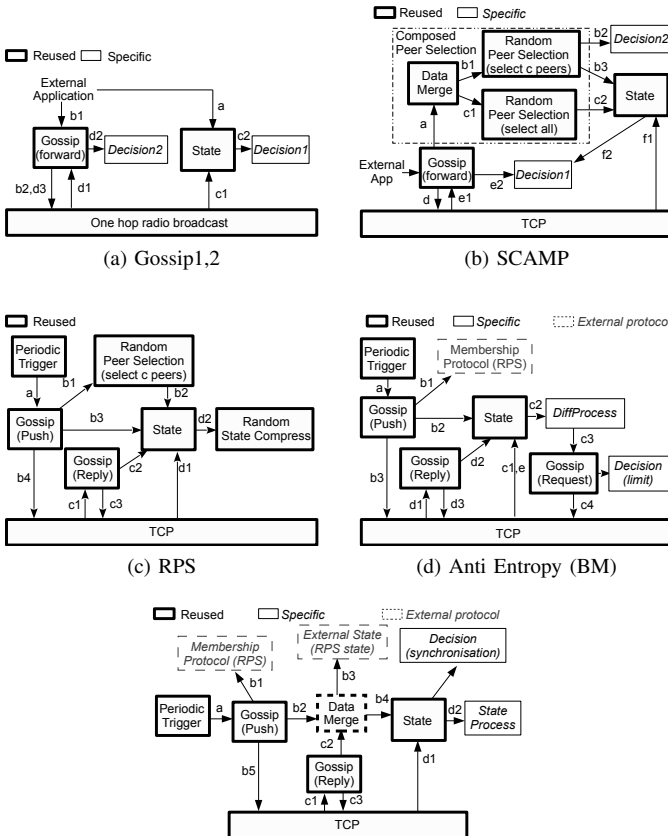 Reused
Specific
External
Application
b1
a
Gossip
(forward)
d2
Decision2
State
c2
Decision1
b2,d3
d1
c1
One hop radio broadcast
(a) Gossip1,2
Reused
Specific
Composed
Peer Selection
Data
Merge
b1
c1
Random
Peer Selection
(select c peers)
Random
Peer Selection
(select all)
b2
Decision2
b3
c2
State
a
External
App
Gossip
(forward)
e2
Decision1
f2
f1
d
e1
TCP
(b) SCAMP
Reused
Periodic
Trigger
Random
Peer Selection
(select c peers)
a
b1
b2
Gossip
(Push)
b3
State
d2
Random
State Compress
b4
Gossip
(Reply)
c2
d1
c1
c3
TCP
(c) RPS
Reused
Specific
External protocol
Periodic
Trigger
Membership
Protocol (RPS)
a
b1
Gossip
(Push)
b2
State
c2
DiffProcess
c3
b3
Gossip
(Reply)
d2
c1,e
Gossip
(Request)
Decision
(limit)
d1
d3
c4
TCP
(d) Anti Entropy (BM)
Reused
Specific
External protocol
Membership
Protocol (RPS)
External State
(RPS state)
Decision
(synchronisation)
b1
b3
Periodic
Trigger
a
Gossip
(Push)
b2
Data
Merge
b4
State
d2
State
Process
c2
b5
Gossip
(Reply)
d1
c1
c3
TCP